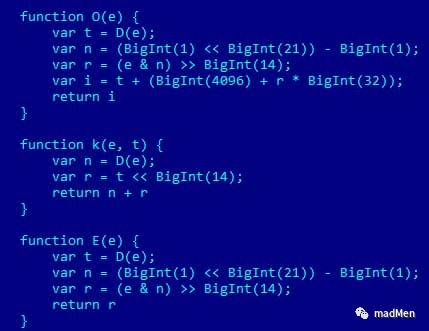 function O(e) {
    var t = D(e);
    var n = (BigInt(1) << BigInt(21)) - BigInt(1);
    var r = (e & n) >> BigInt(14);
    var i = t + (BigInt(4096) + r * BigInt(32));
    return i
}
function k(e, t) {
    var n = D(e);
    var r = t << BigInt(14);
    return n + r
}
function E(e) {
    var t = D(e);
    var n = (BigInt(1) << BigInt(21)) - BigInt(1);
    var r = (e & n) >> BigInt(14);
    return r
}
madMen